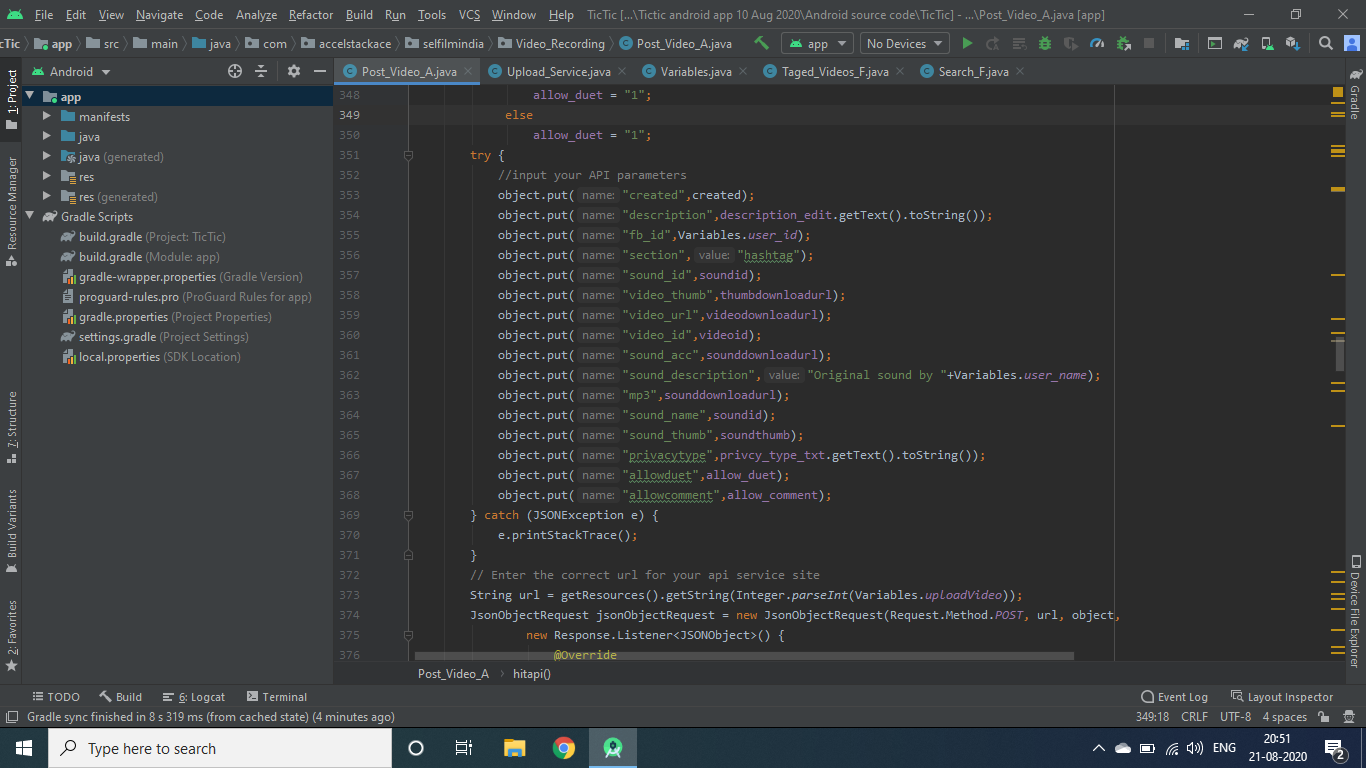 File Edit View Navigate Code Analyze Refactor Build Run Tools VCS Window Help TicTic [...\Tictic android app 10 Aug 2020\Android source code\TicTic] - ...\Post_Video_A.java [app]
cTic app src main java com accelstackace selfilmindia Video_Recording Post_Video_A.java app No Devices
Android
Post_Video_A.java Upload_Service.java Variables.java Taged_Videos_F.java Search_F.java
1: Project
Resource Manager
7: Structure
Build Variants
2: Favorites
app
manifests
java
java (generated)
res
res (generated)
Gradle Scripts
build.gradle (Project: TicTic)
build.gradle (Module: app)
gradle-wrapper.properties (Gradle Version)
proguard-rules.pro (ProGuard Rules for app)
gradle.properties (Project Properties)
settings.gradle (Project Settings)
local.properties (SDK Location)
348 allow_duet = "1";
349 else
350 allow_duet = "1";
351 try {
352 //input your API parameters
353 object.put( name: "created",created);
354 object.put( name: "description",description_edit.getText().toString());
355 object.put( name: "fb_id",Variables.user_id);
356 object.put( name: "section", value: "hashtag");
357 object.put( name: "sound_id",soundid);
358 object.put( name: "video_thumb",thumbdownloadurl);
359 object.put( name: "video_url",videodownloadurl);
360 object.put( name: "video_id",videoid);
361 object.put( name: "sound_acc",sounddownloadurl);
362 object.put( name: "sound_description", value: "Original sound by "+Variables.user_name);
363 object.put( name: "mp3",sounddownloadurl);
364 object.put( name: "sound_name",soundid);
365 object.put( name: "sound_thumb",soundthumb);
366 object.put( name: "privacytype",privcy_type_txt.getText().toString());
367 object.put( name: "allowduet",allow_duet);
368 object.put( name: "allowcomment",allow_comment);
369 } catch (JSONException e) {
370 e.printStackTrace();
371 }
372 // Enter the correct url for your api service site
373 String url = getResources().getString(Integer.parseInt(Variables.uploadVideo));
374 JsonObjectRequest jsonObjectRequest = new JsonObjectRequest(Request.Method.POST, url, object,
375 new Response.Listener<JSONObject>() {
376 @Override
Gradle
Device File Explorer
Post_Video_A hitapi()
TODO Build 6: Logcat Terminal Event Log Layout Inspector
Gradle sync finished in 8 s 319 ms (from cached state) (4 minutes ago) 349:18 CRLF UTF-8 4 spaces
Type here to search ENG 20:51
21-08-2020 2